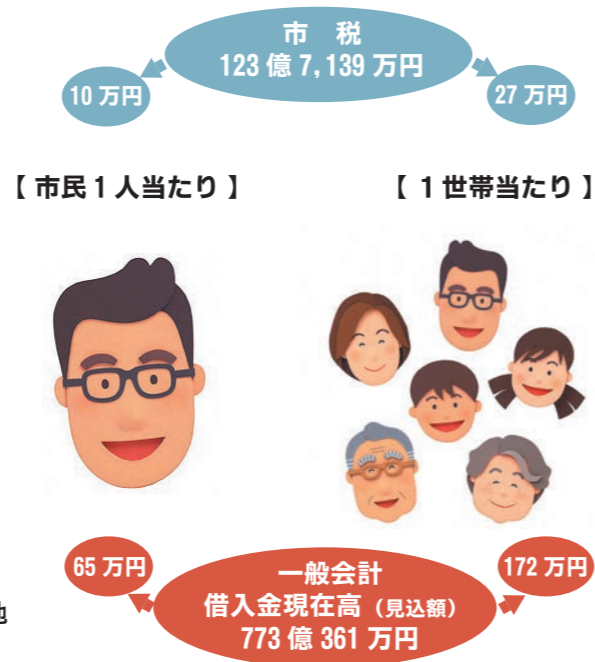 市　税
123 億 7,139 万円
10 万円
27 万円
【 市民 1 人当たり 】
【 1 世帯当たり 】
65 万円
172 万円
一般会計
借入金現在高（見込額）
773 億 361 万円